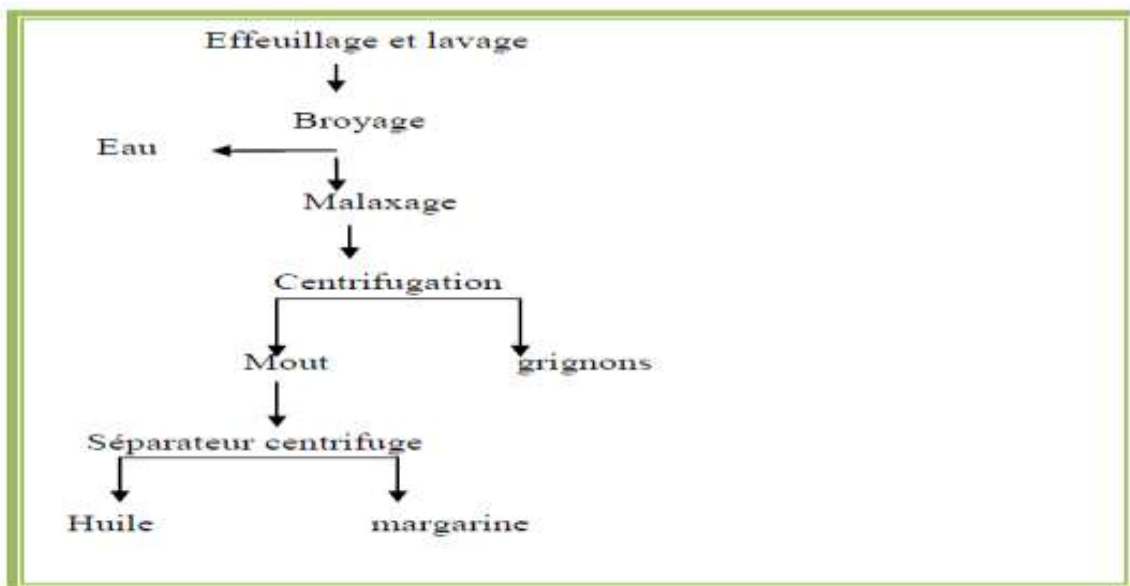 Effeuillage et lavage
Broyage
Eau
Malaxage
Centrifugation
Mout grignons
Séparateur centrifuge
Huile margarine